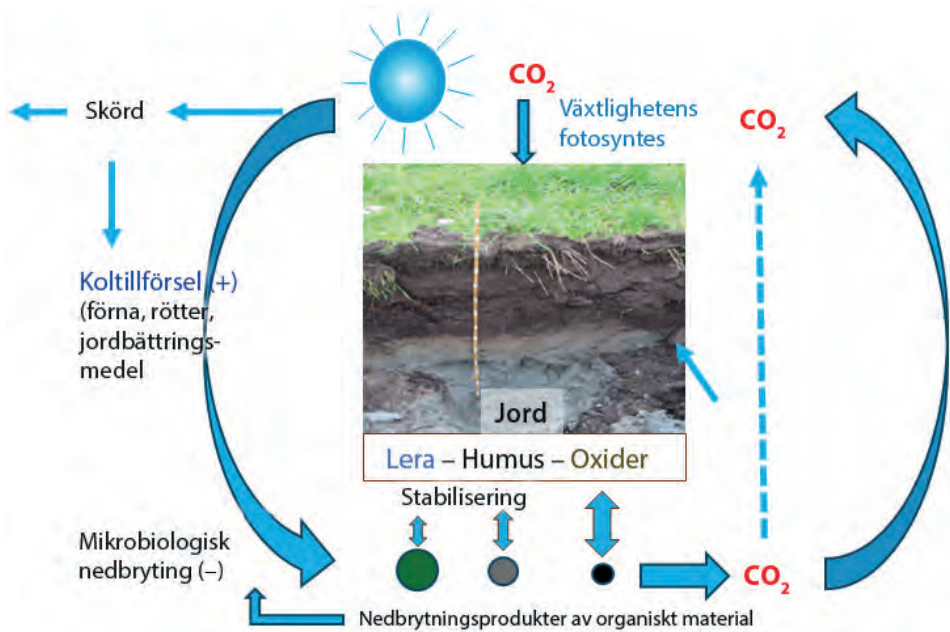 CO₂
Skörd
Växtlighetens
fotosyntes
CO₂
Koltillförsel (+)
(förna, rötter,
jordbättrings-
medel
Jord
Lera – Humus – Oxider
Stabilisering
Mikrobiologisk
nedbryting (–)
CO₂
Nedbrytningsprodukter av organiskt material